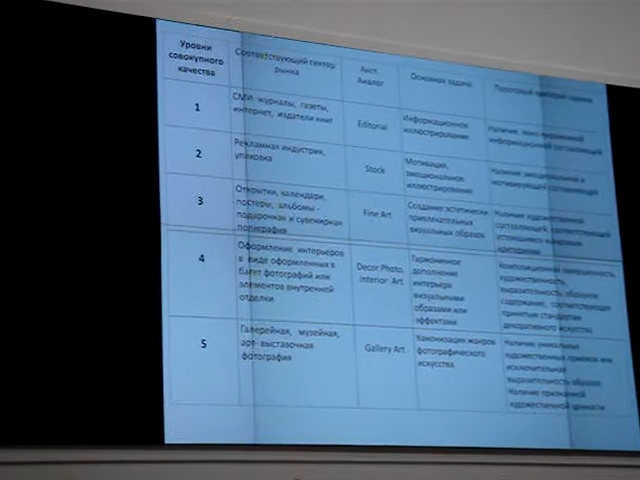 Уровни
совокупного
качества
Соответствующий сектор
рынка
Англ.
Аналог
Основная задача
Пороговый критерий оценки
1
СМИ журналы, газеты,
интернет, издатели книг
Editorial
Информационное
иллюстрирование
Наличие явно выраженной
информационной составляющей
2
Рекламная индустрия,
упаковка
Stock
Мотивация,
эмоциональное
иллюстрирование
Наличие эмоциональной и
мотивирующей составляющей
3
Открытки, календари,
постеры, альбомы -
подарочная и сувенирная
полиграфия
Fine Art
Создание эстетически
привлекательных
визуальных образов
Наличие художественной
составляющей, соответствующей
4
Оформление интерьеров
в виде оформленных в
багет фотографий или
элементов внутренней
отделки
Decor Photo
Interior Art
Гармоничное
дополнение
интерьера
визуальными
образами или
эффектами
Композиционная завершенность,
художественность,
выразительность образов
содержание, соответствующее
принятым стандартам
декоративного искусства
5
Галерейная, музейная,
арт- выставочная
фотография
Gallery Art
Канонизация жанров
фотографического
искусства
Наличие уникальных
художественных приемов или
исключительная
выразительность образов
Наличие признанной
художественной ценности